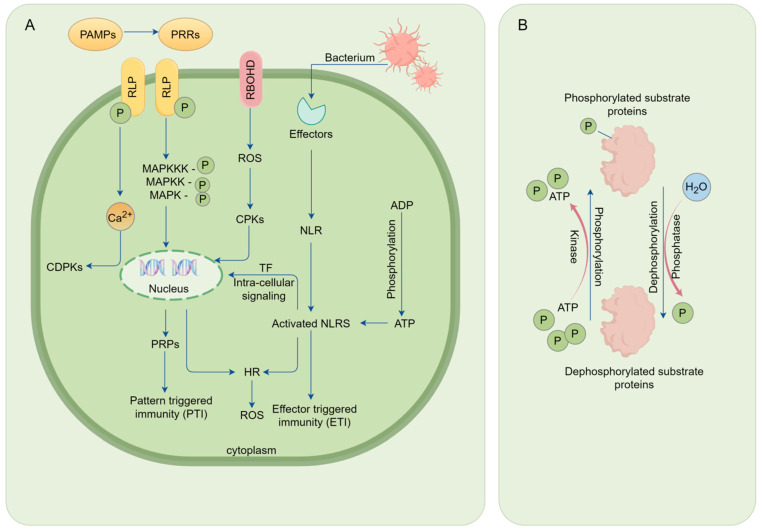 A
PAMPs
PRRs
RLP
RLP
RBOHD
Bacterium
P
P
Effectors
MAPKKK - P
MAPKK - P
MAPK - P
ROS
Ca2+
CPKs
NLR
ADP
Phosphorylation
CDPKs
Nucleus
TF
Intra-cellular
signaling
Activated NLRS
ATP
PRPs
HR
Pattern triggered
immunity (PTI)
ROS
Effector triggered
immunity (ETI)
cytoplasm
B
Phosphorylated substrate
proteins
P
P
P
ATP
H2O
Kinase
Phosphorylation
Dephosphorylation
Phosphatase
ATP
P
P
P
P
Dephosphorylated substrate
proteins